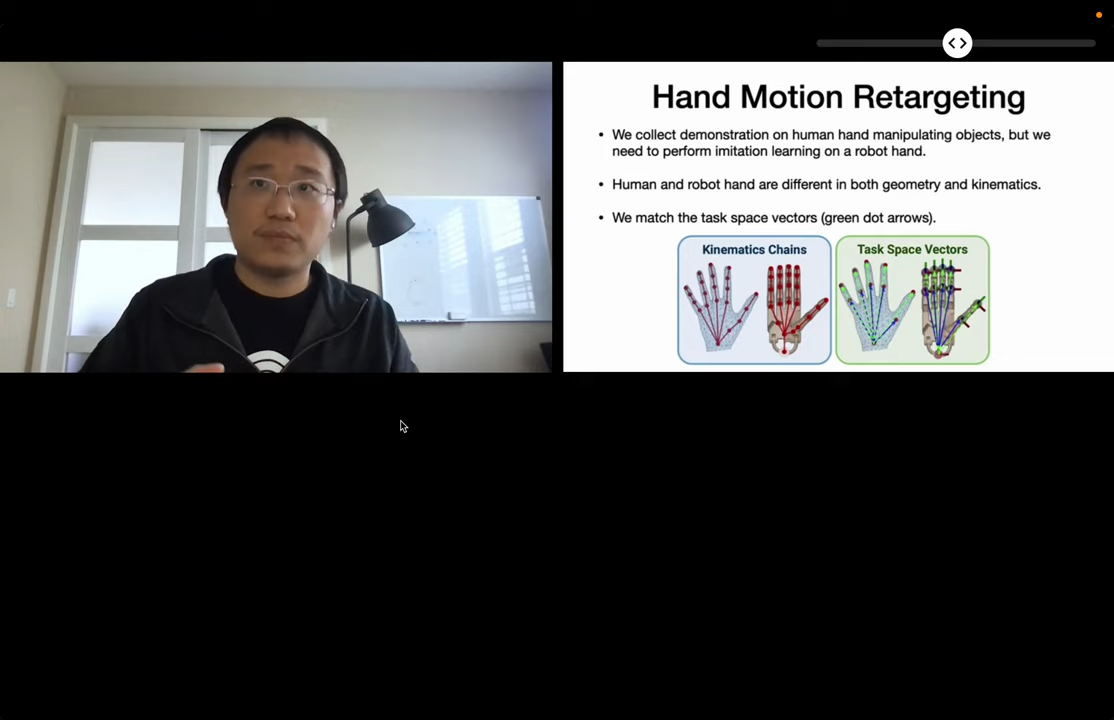 Hand Motion Retargeting
• We collect demonstration on human hand manipulating objects, but we
need to perform imitation learning on a robot hand.
• Human and robot hand are different in both geometry and kinematics.
• We match the task space vectors (green dot arrows).
Kinematics Chains
Task Space Vectors